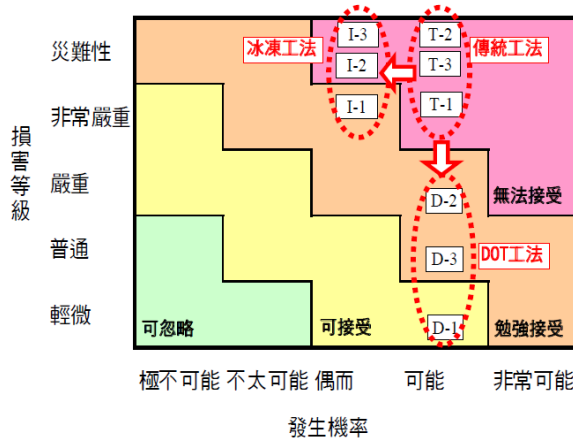 損害等級
災難性
非常嚴重
嚴重
普通
輕微
冰凍工法
I-3
I-2
I-1
T-2
T-3
T-1
傳統工法
D-2
D-3
D-1
無法接受
DOT工法
可忽略
可接受
勉強接受
極不可能 不太可能 偶而 可能 非常可能
發生機率